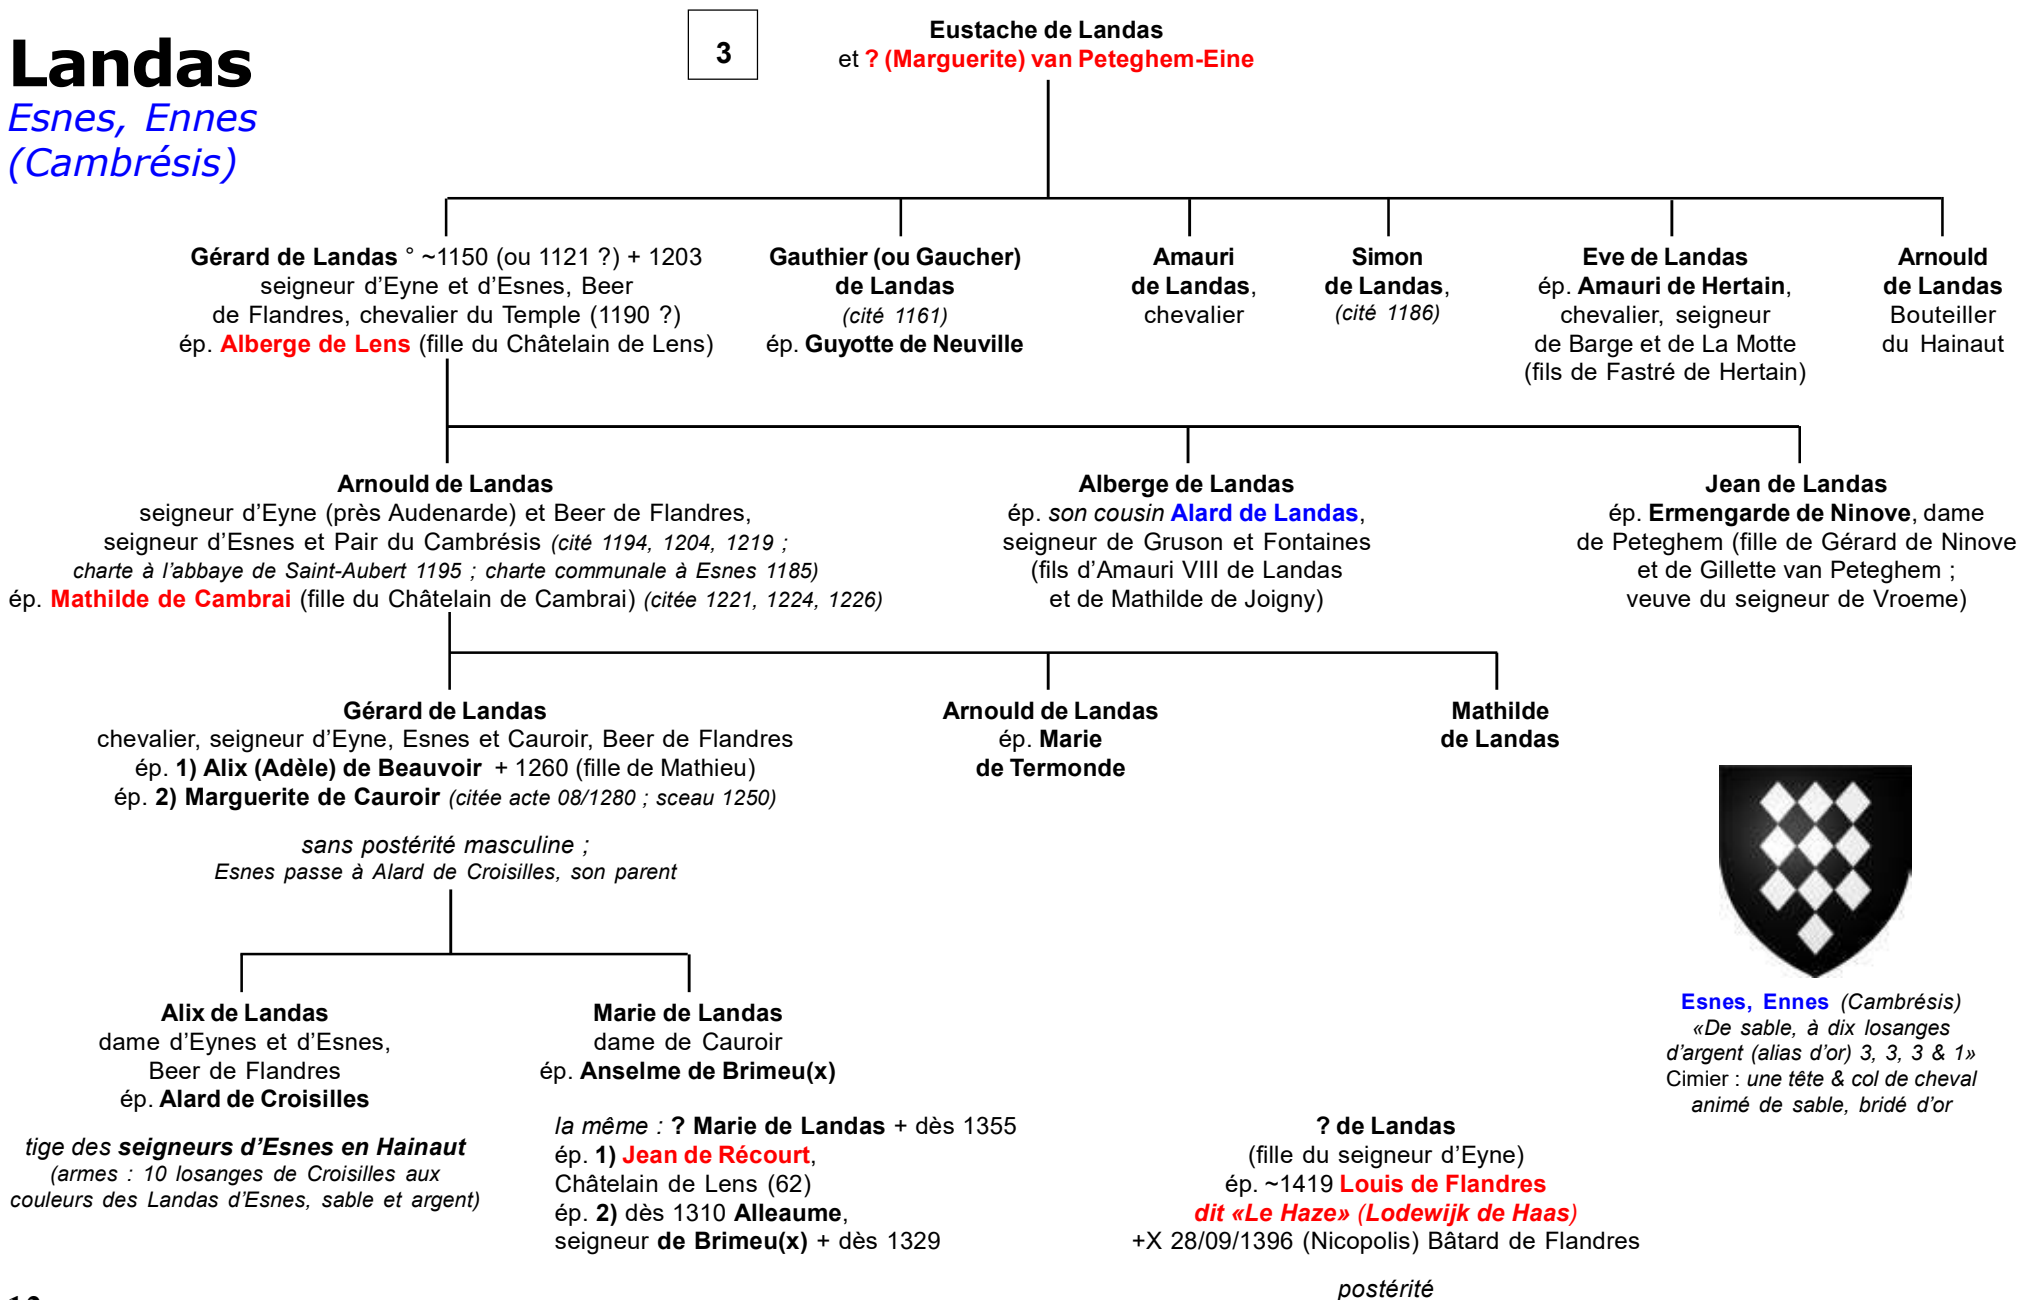 Landas
Esnes, Ennes
(Cambrésis)
3
Eustache de Landas
et ? (Marguerite) van Peteghem-Eine
Gérard de Landas ° ~1150 (ou 1121 ?) + 1203
seigneur d’Eyne et d’Esnes, Beer
de Flandres, chevalier du Temple (1190 ?)
ép. Alberge de Lens (fille du Châtelain de Lens)
Gauthier (ou Gaucher)
de Landas
(cité 1161)
ép. Guyotte de Neuville
Amauri
de Landas,
chevalier
Simon
de Landas,
(cité 1186)
Eve de Landas
ép. Amauri de Hertain,
chevalier, seigneur
de Barge et de La Motte
(fils de Fastré de Hertain)
Arnould
de Landas
Bouteiller
du Hainaut
Arnould de Landas
seigneur d’Eyne (près Audenarde) et Beer de Flandres,
seigneur d’Esnes et Pair du Cambrésis (cité 1194, 1204, 1219 ;
charte à l’abbaye de Saint-Aubert 1195 ; charte communale à Esnes 1185)
ép. Mathilde de Cambrai (fille du Châtelain de Cambrai) (citée 1221, 1224, 1226)
Alberge de Landas
ép. son cousin Alard de Landas,
seigneur de Gruson et Fontaines
(fils d’Amauri VIII de Landas
et de Mathilde de Joigny)
Jean de Landas
ép. Ermengarde de Ninove, dame
de Peteghem (fille de Gérard de Ninove
et de Gillette van Peteghem ;
veuve du seigneur de Vroeme)
Gérard de Landas
chevalier, seigneur d’Eyne, Esnes et Cauroir, Beer de Flandres
ép. 1) Alix (Adèle) de Beauvoir + 1260 (fille de Mathieu)
ép. 2) Marguerite de Cauroir (citée acte 08/1280 ; sceau 1250)
sans postérité masculine ;
Esnes passe à Alard de Croisilles, son parent
Arnould de Landas
ép. Marie
de Termonde
Mathilde
de Landas
Alix de Landas
dame d’Eynes et d’Esnes,
Beer de Flandres
ép. Alard de Croisilles
tige des seigneurs d’Esnes en Hainaut
(armes : 10 losanges de Croisilles aux
couleurs des Landas d’Esnes, sable et argent)
Marie de Landas
dame de Cauroir
ép. Anselme de Brimeu(x)
la même : ? Marie de Landas + dès 1355
ép. 1) Jean de Récourt,
Châtelain de Lens (62)
ép. 2) dès 1310 Alleaume,
seigneur de Brimeu(x) + dès 1329
? de Landas
(fille du seigneur d’Eyne)
ép. ~1419 Louis de Flandres
dit «Le Haze» (Lodewijk de Haas)
+X 28/09/1396 (Nicopolis) Bâtard de Flandres
postérité
Esnes, Ennes (Cambrésis)
«De sable, à dix losanges
d’argent (alias d’or) 3, 3, 3 & 1»
Cimier : une tête & col de cheval
animé de sable, bridé d’or